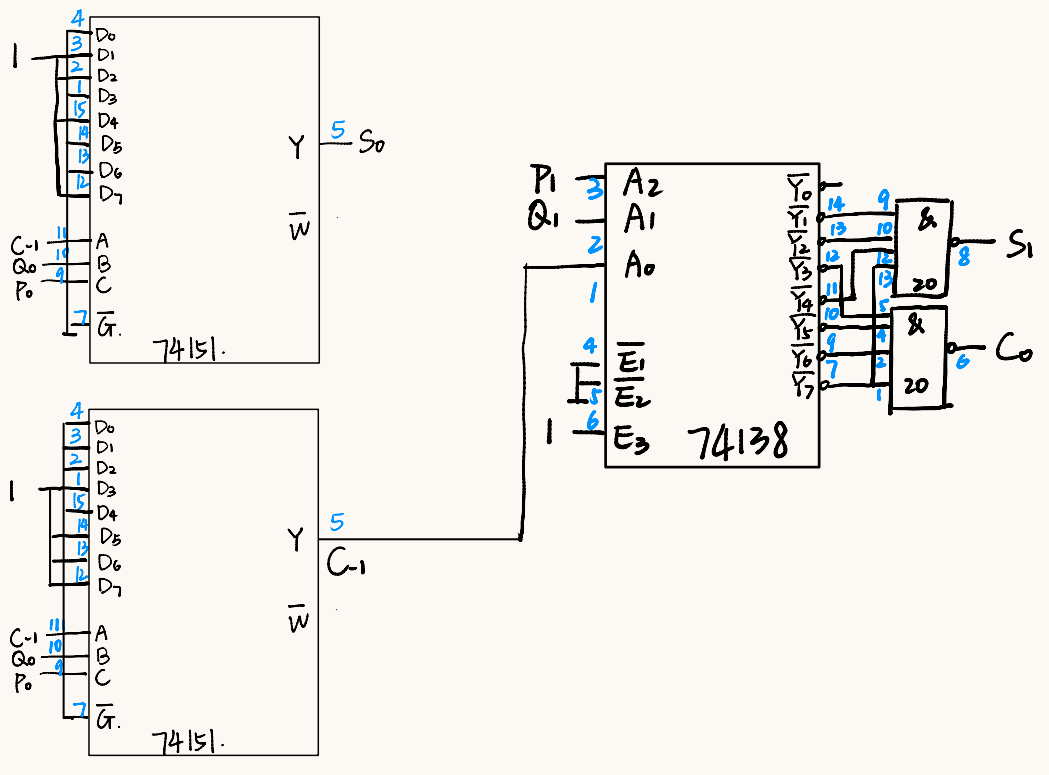 4
D0
3
1
D1
2
D2
1
D3
15
D4
14
D5
13
D6
12
D7
Y
5
S0
W̅
11
C-1
A
10
Q0
B
9
P0
C
7
G̅.
74151.
4
D0
3
D1
2
D2
1
1
D3
15
D4
14
D5
13
D6
12
D7
Y
5
C-1
W̅
11
C-1
A
10
Q0
B
9
P0
C
7
G̅.
74151.
P1
3
A2
Q1
A1
2
A0
1
4
E̅1
5
E̅2
6
1
E3
74138
Y̅0
Y̅1
14
Y̅2
13
Y̅3
12
Y̅4
11
Y̅5
10
Y̅6
9
Y̅7
7
9
10
12
13
&
20
8
S1
5
4
2
1
&
20
6
C0